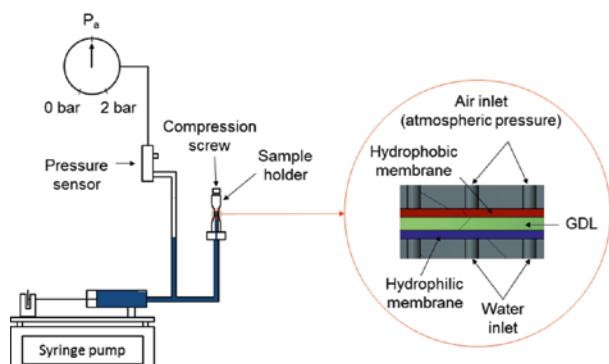 Pa
0 bar
2 bar
Pressure
sensor
Compression
screw
Sample
holder
Syringe pump
Air inlet
(atmospheric pressure)
Hydrophobic
membrane
GDL
Hydrophilic
membrane
Water
inlet